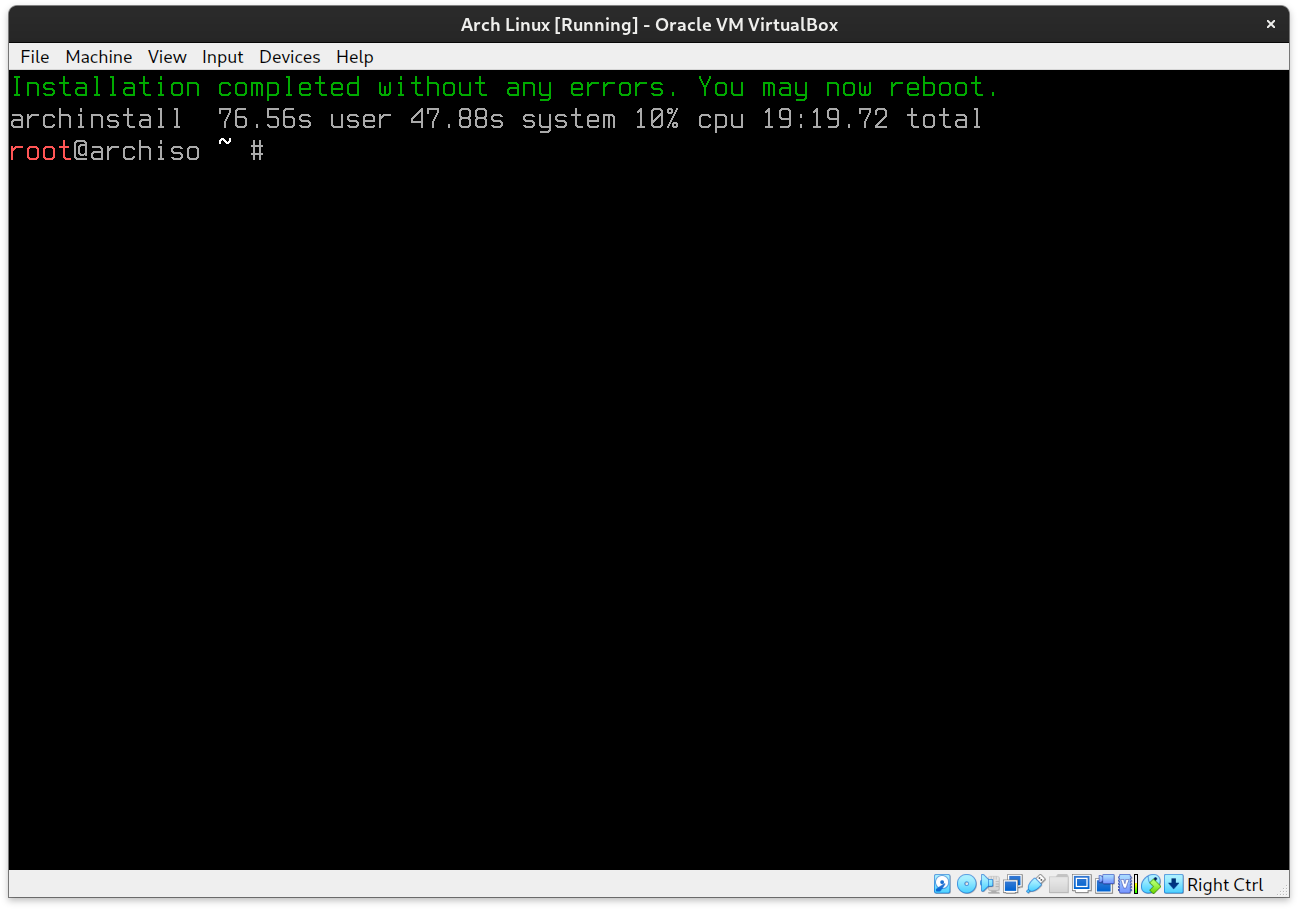 Arch Linux [Running] - Oracle VM VirtualBox
File Machine View Input Devices Help
Installation completed without any errors. You may now reboot.
archinstall  76.56s user 47.88s system 10% cpu 19:19.72 total
root@archiso ~ #
Right Ctrl